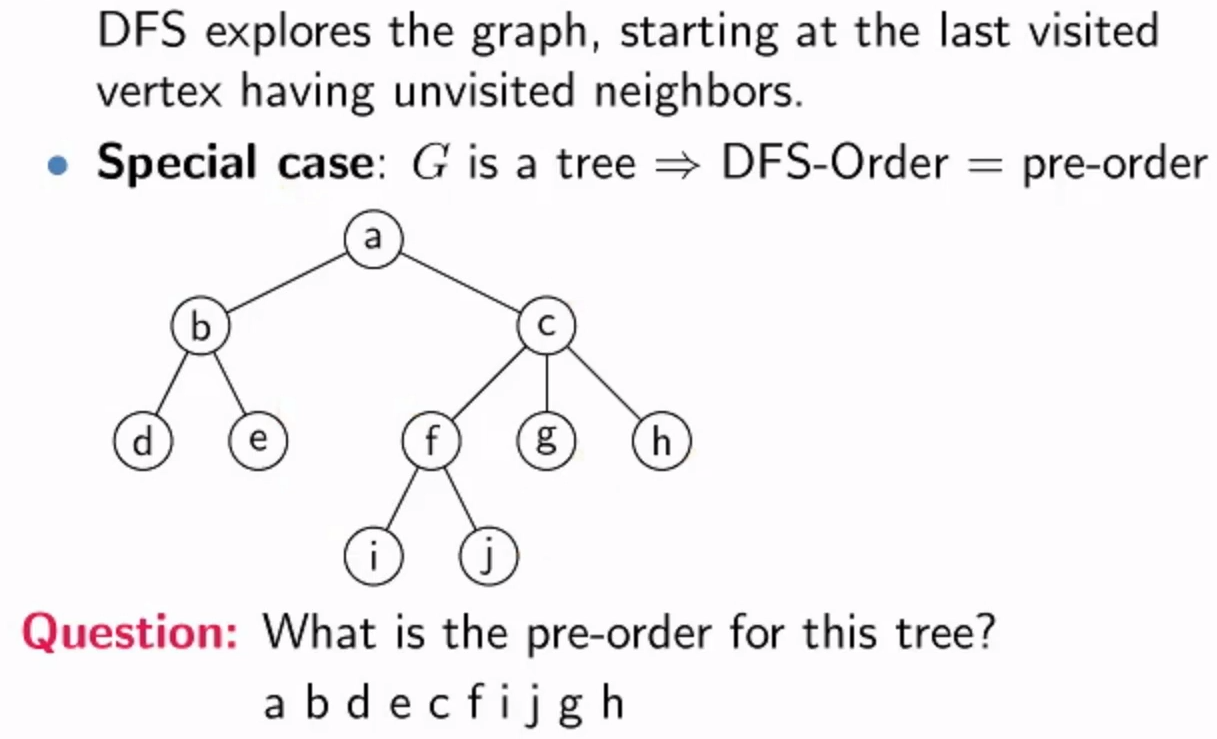 DFS explores the graph, starting at the last visited
vertex having unvisited neighbors.
• Special case: G is a tree ⇒ DFS-Order = pre-order
a
b
c
d
e
f
g
h
i
j
Question: What is the pre-order for this tree?
a b d e c f i j g h